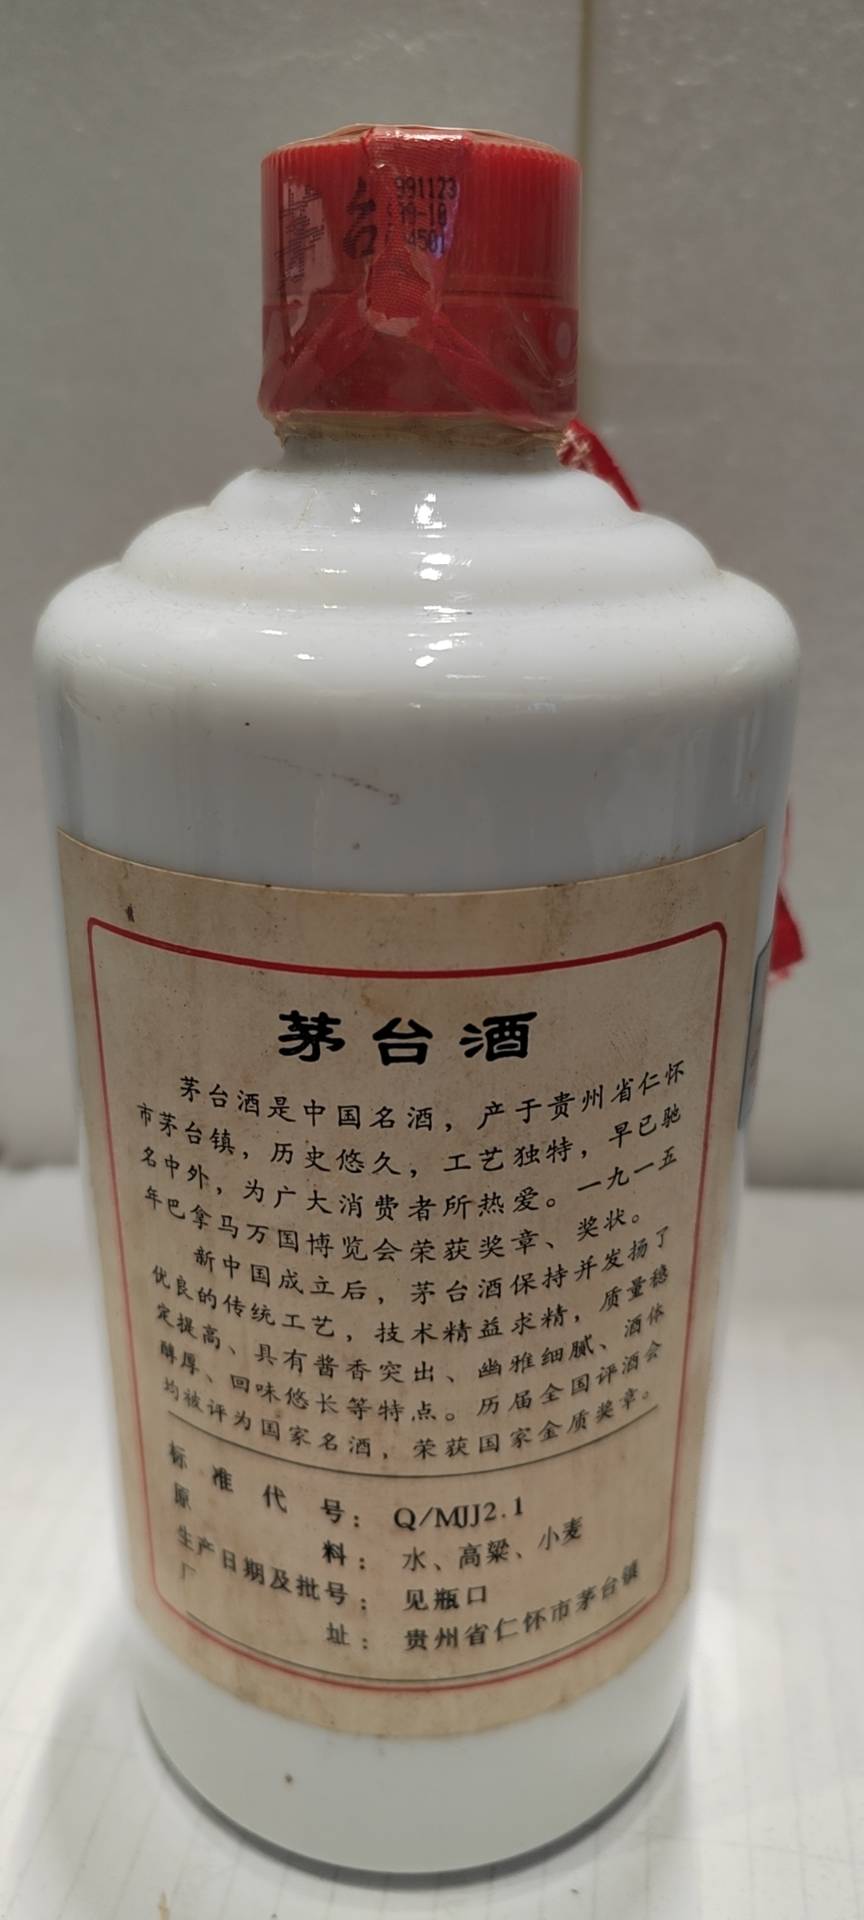 台
991123
99-10
4501
茅台酒
茅台酒是中国名酒，产于贵州省仁怀
市茅台镇，历史悠久，工艺独特，早已驰
名中外，为广大消费者所热爱。一九一五
年巴拿马万国博览会荣获奖章、奖状。
新中国成立后，茅台酒保持并发扬了
优良的传统工艺，技术精益求精，质量稳
定提高、具有酱香突出、幽雅细腻、酒体
醇厚、回味悠长等特点。历届全国评酒会
均被评为国家名酒，荣获国家金质奖章。
标准代号：Q/MJJ2.1
原料：水、高粱、小麦
生产日期及批号：见瓶口
厂址：贵州省仁怀市茅台镇